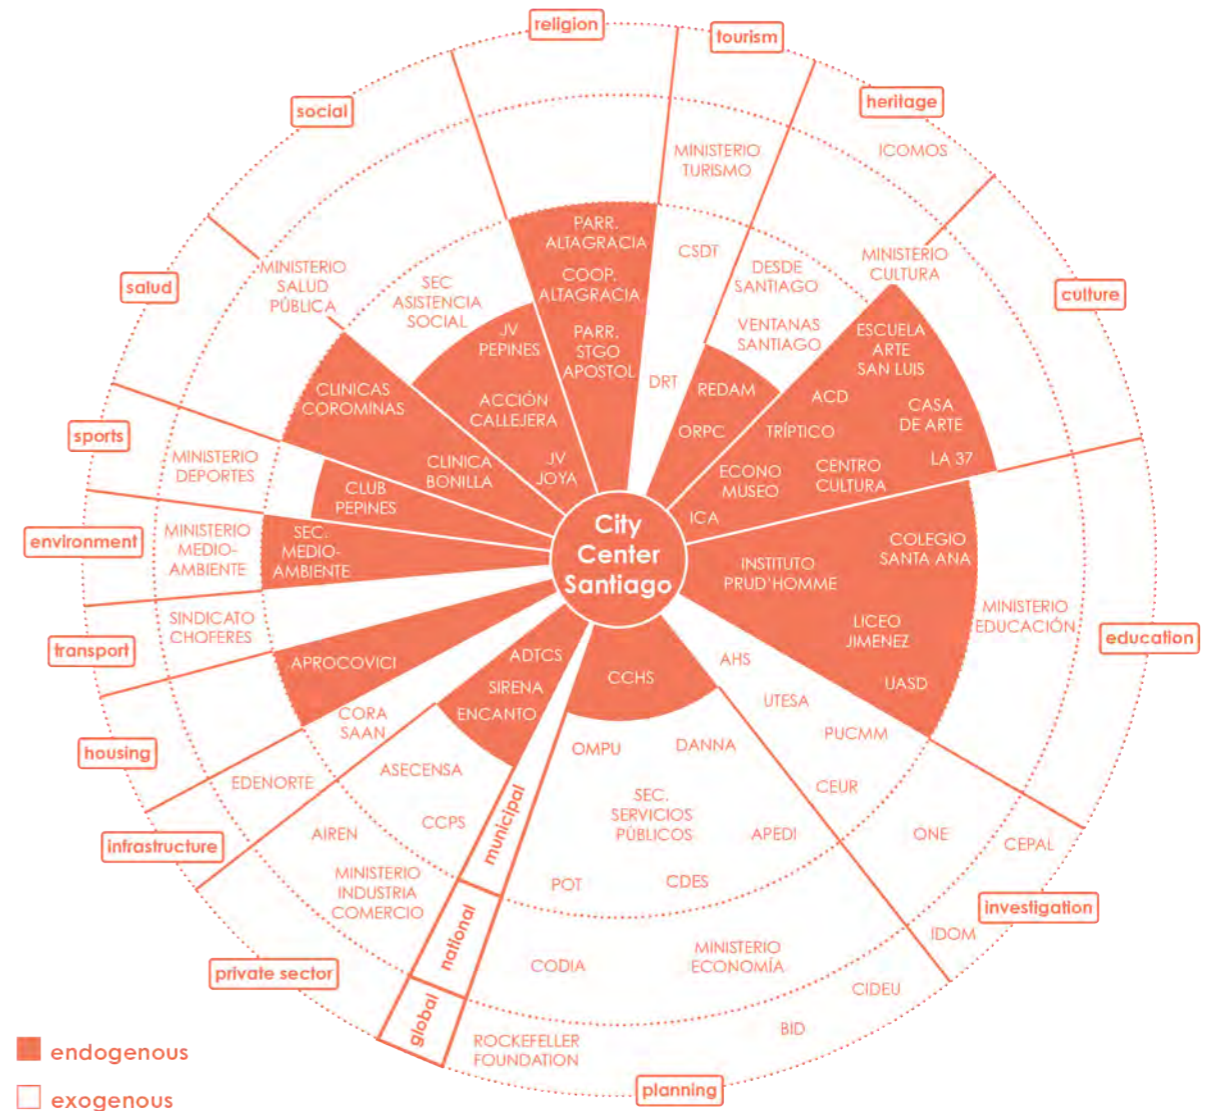 religion
tourism
heritage
social
ICOMOS
MINISTERIO
TURISMO
culture
salud
MINISTERIO
SALUD
PÚBLICA
SEC
ASISTENCIA
SOCIAL
JV
PEPINES
ACCIÓN
CALLEJERA
JV
JOYA
PARR.
ALTAGRACIA
COOP.
ALTAGRACIA
PARR.
STGO
APOSTOL
CSDT
DRT
DESDE
SANTIAGO
VENTANAS
SANTIAGO
REDAM
ORPC
MINISTERIO
CULTURA
ESCUELA
ARTE
SAN LUIS
ACD
CASA
DE ARTE
TRÍPTICO
LA 37
ECONO
MUSEO
CENTRO
CULTURA
ICA
CLINICAS
COROMINAS
CLINICA
BONILLA
sports
MINISTERIO
DEPORTES
CLUB
PEPINES
environment
MINISTERIO
MEDIO-
AMBIENTE
SEC.
MEDIO-
AMBIENTE
City
Center
Santiago
INSTITUTO
PRUD'HOMME
COLEGIO
SANTA ANA
LICEO
JIMENEZ
UASD
MINISTERIO
EDUCACIÓN
education
transport
SINDICATO
CHOFERES
housing
APROCOVICI
infrastructure
CORA
SAAN
EDENORTE
private sector
ADTCS
SIRENA
ENCANTO
ASECENSA
CCPS
AIREN
MINISTERIO
INDUSTRIA
COMERCIO
municipal
national
global
CCHS
OMPU
DANNA
SEC.
SERVICIOS
PÚBLICOS
APEDI
POT
CDES
CODIA
MINISTERIO
ECONOMÍA
CIDEU
BID
ROCKEFELLER
FOUNDATION
planning
AHS
UTESA
PUCMM
CEUR
ONE
CEPAL
IDOM
investigation
endogenous
exogenous